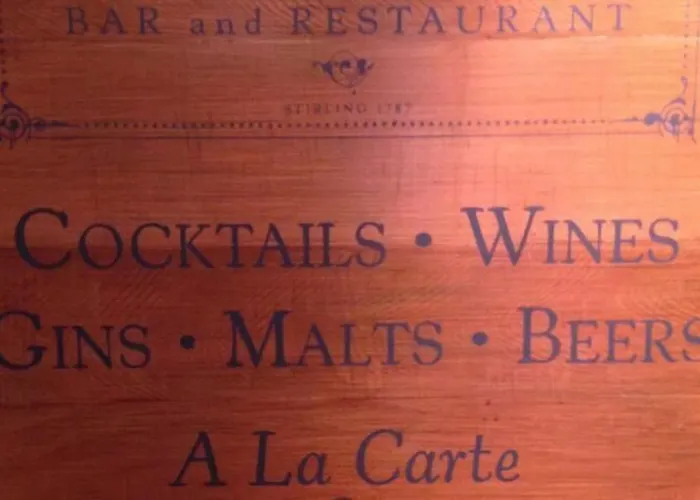 BAR and RESTAURANT
STIRLING 1787
COCKTAILS • WINES
GINS • MALTS • BEERS
A La Carte